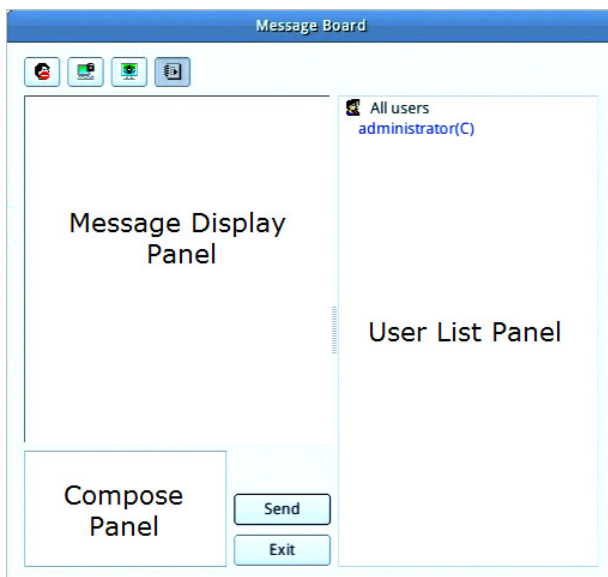 Message Board
All users
administrator(C)
Message Display
Panel
User List Panel
Compose
Panel
Send
Exit